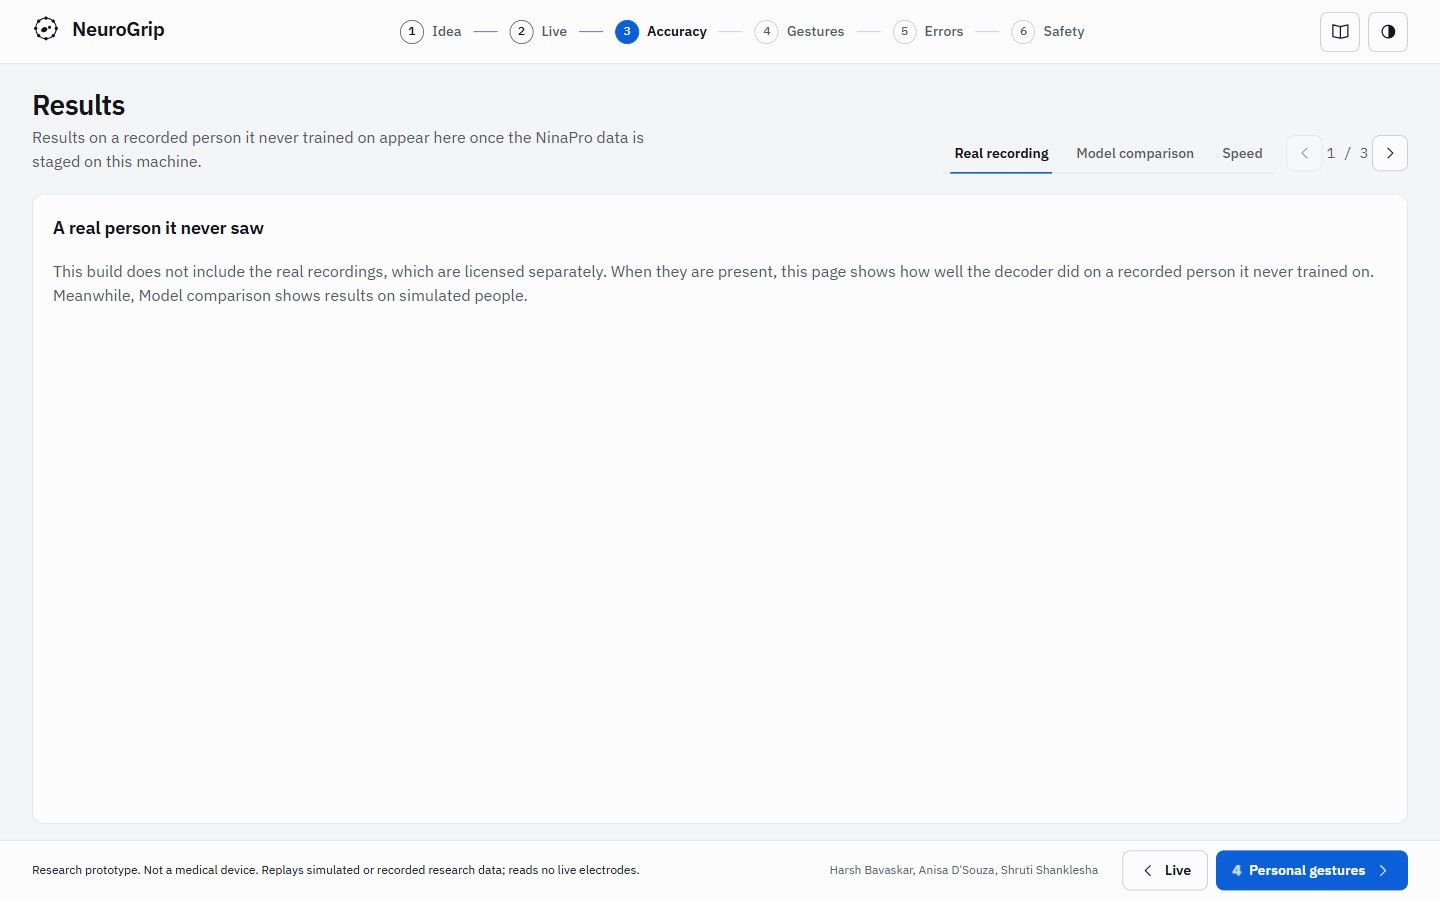 NeuroGrip
1 Idea
2 Live
3 Accuracy
4 Gestures
5 Errors
6 Safety
Results
Results on a recorded person it never trained on appear here once the NinaPro data is
staged on this machine.
Real recording
Model comparison
Speed
1 / 3
A real person it never saw
This build does not include the real recordings, which are licensed separately. When they are present, this page shows how well the decoder did on a recorded person it never trained on.
Meanwhile, Model comparison shows results on simulated people.
Research prototype. Not a medical device. Replays simulated or recorded research data; reads no live electrodes.
Harsh Bavaskar, Anisa D'Souza, Shruti Shanklesha
Live
4 Personal gestures